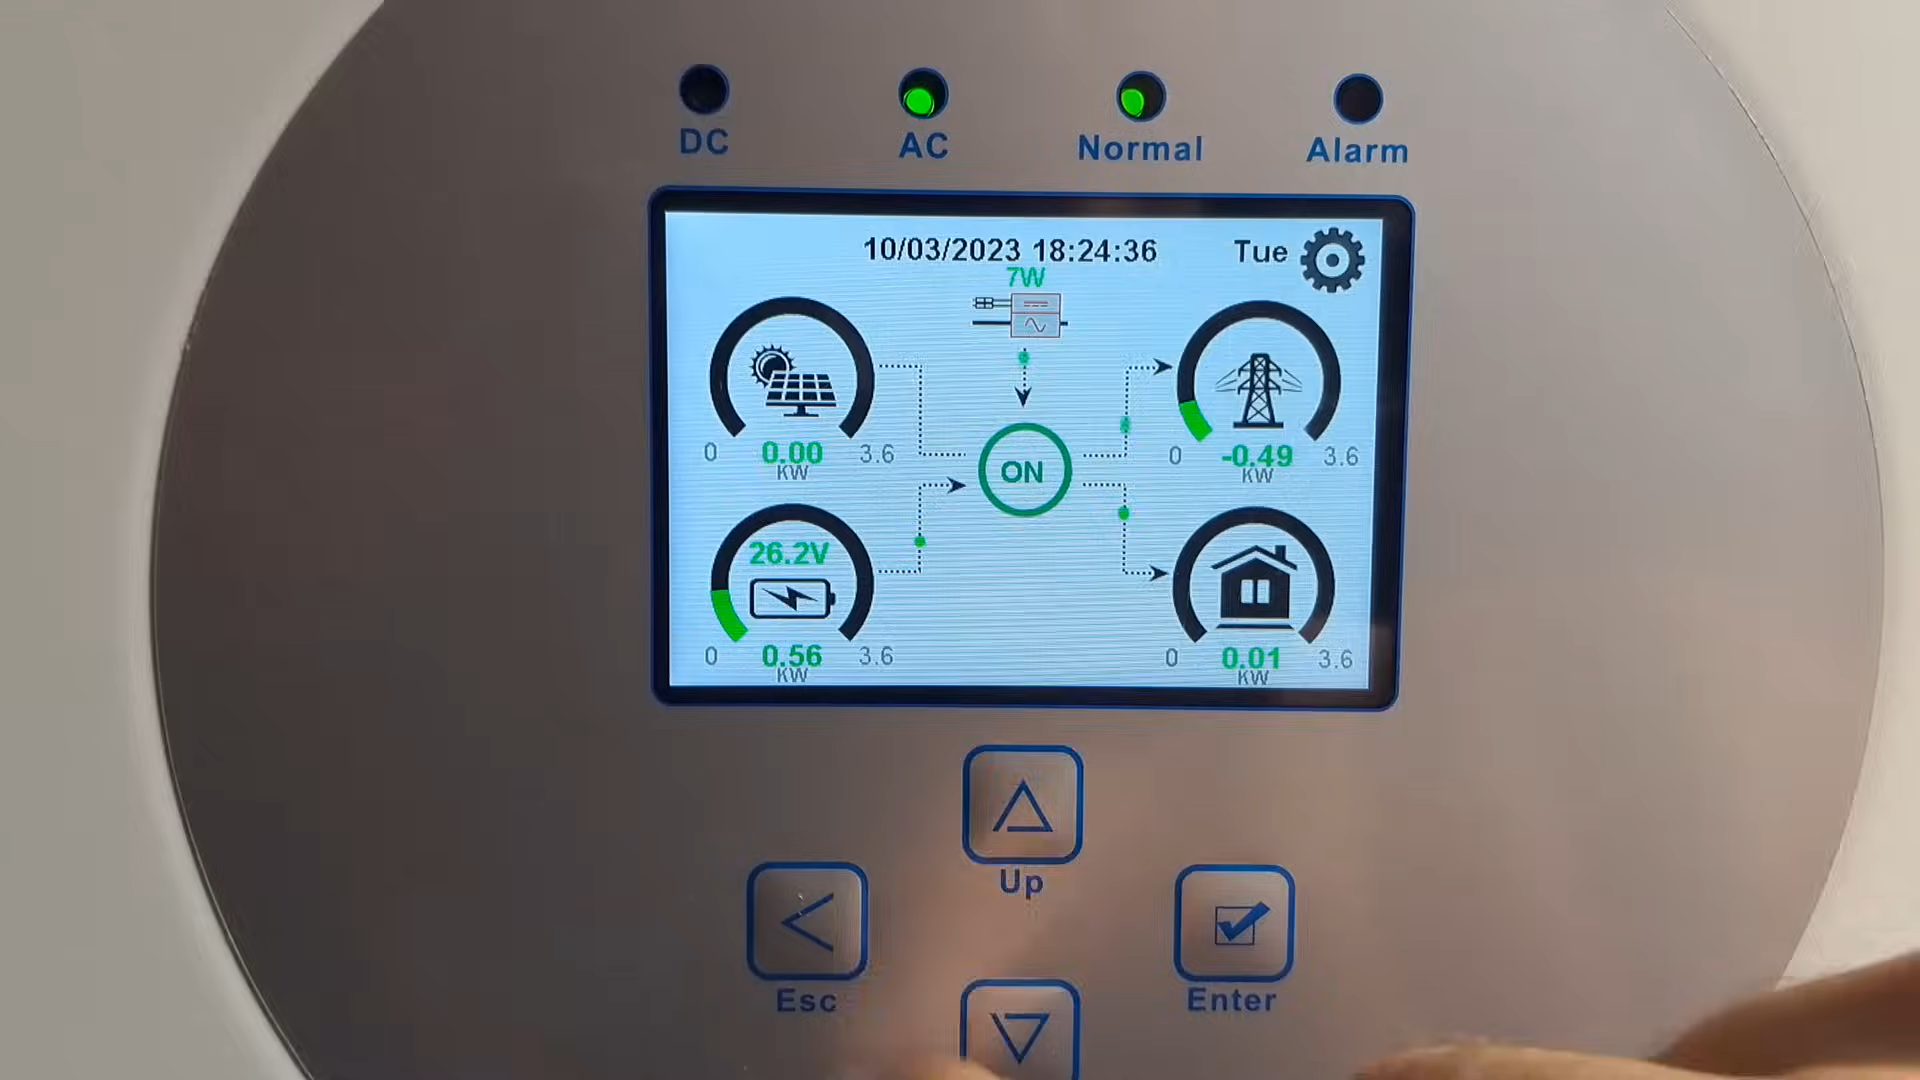 DC AC Normal Alarm
10/03/2023 18:24:36 Tue
7W
0 0.00 3.6
KW
0 -0.49 3.6
KW
ON
26.2V
0 0.56 3.6
KW
0 0.01 3.6
KW
Up
Esc
Enter